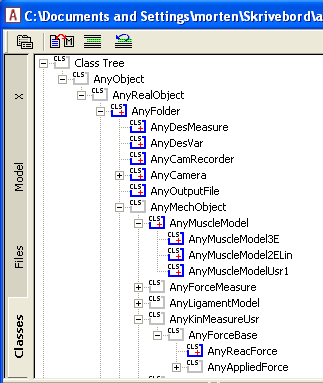 A C:\Documents and Settings\morten\Skrivebord\a
Class Tree
AnyObject
AnyRealObject
AnyFolder
AnyDesMeasure
AnyDesVar
AnyCamRecorder
AnyCamera
AnyOutputFile
AnyMechObject
AnyMuscleModel
AnyMuscleModel3E
AnyMuscleModel2ELin
AnyMuscleModelUsr1
AnyForceMeasure
AnyLigamentModel
AnyKinMeasureUsr
AnyForceBase
AnyReacForce
AnyAppliedForce
X
Model
Files
Classes